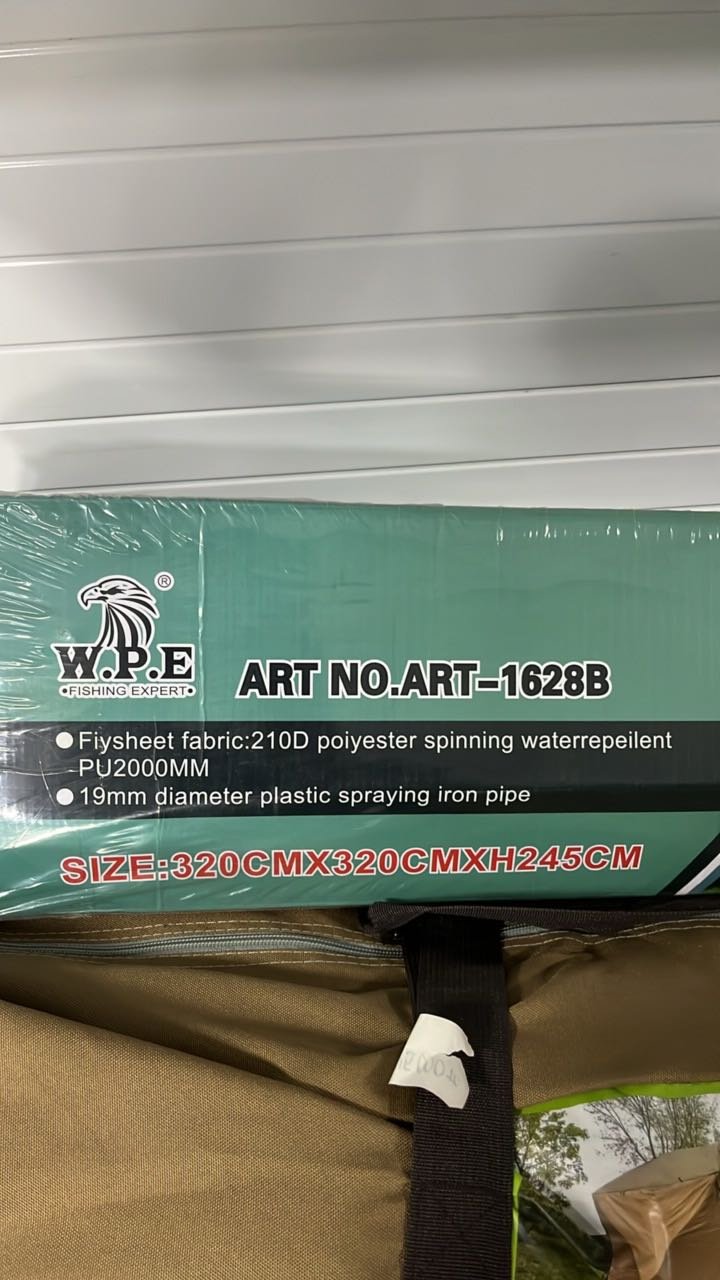 ®
W.P.E
•FISHING EXPERT•
ART NO.ART-1628B
●Fiysheet fabric:210D poiyester spinning waterrepeilent
-PU2000MM
●19mm diameter plastic spraying iron pipe
SIZE:320CMX320CMXH245CM